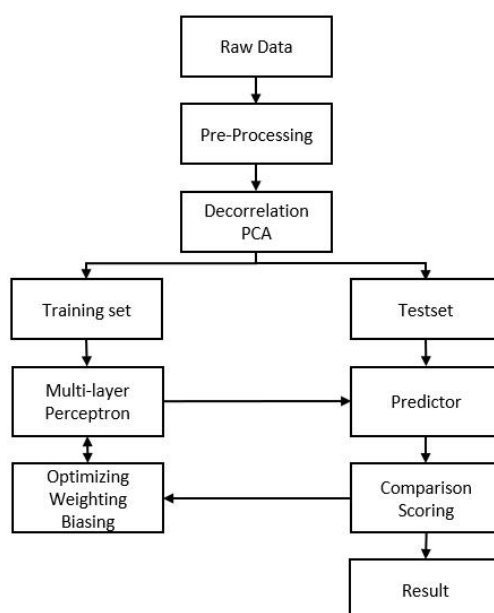 Raw Data
Pre-Processing
Decorrelation
PCA
Training set
Testset
Multi-layer
Perceptron
Predictor
Optimizing
Weighting
Biasing
Comparison
Scoring
Result